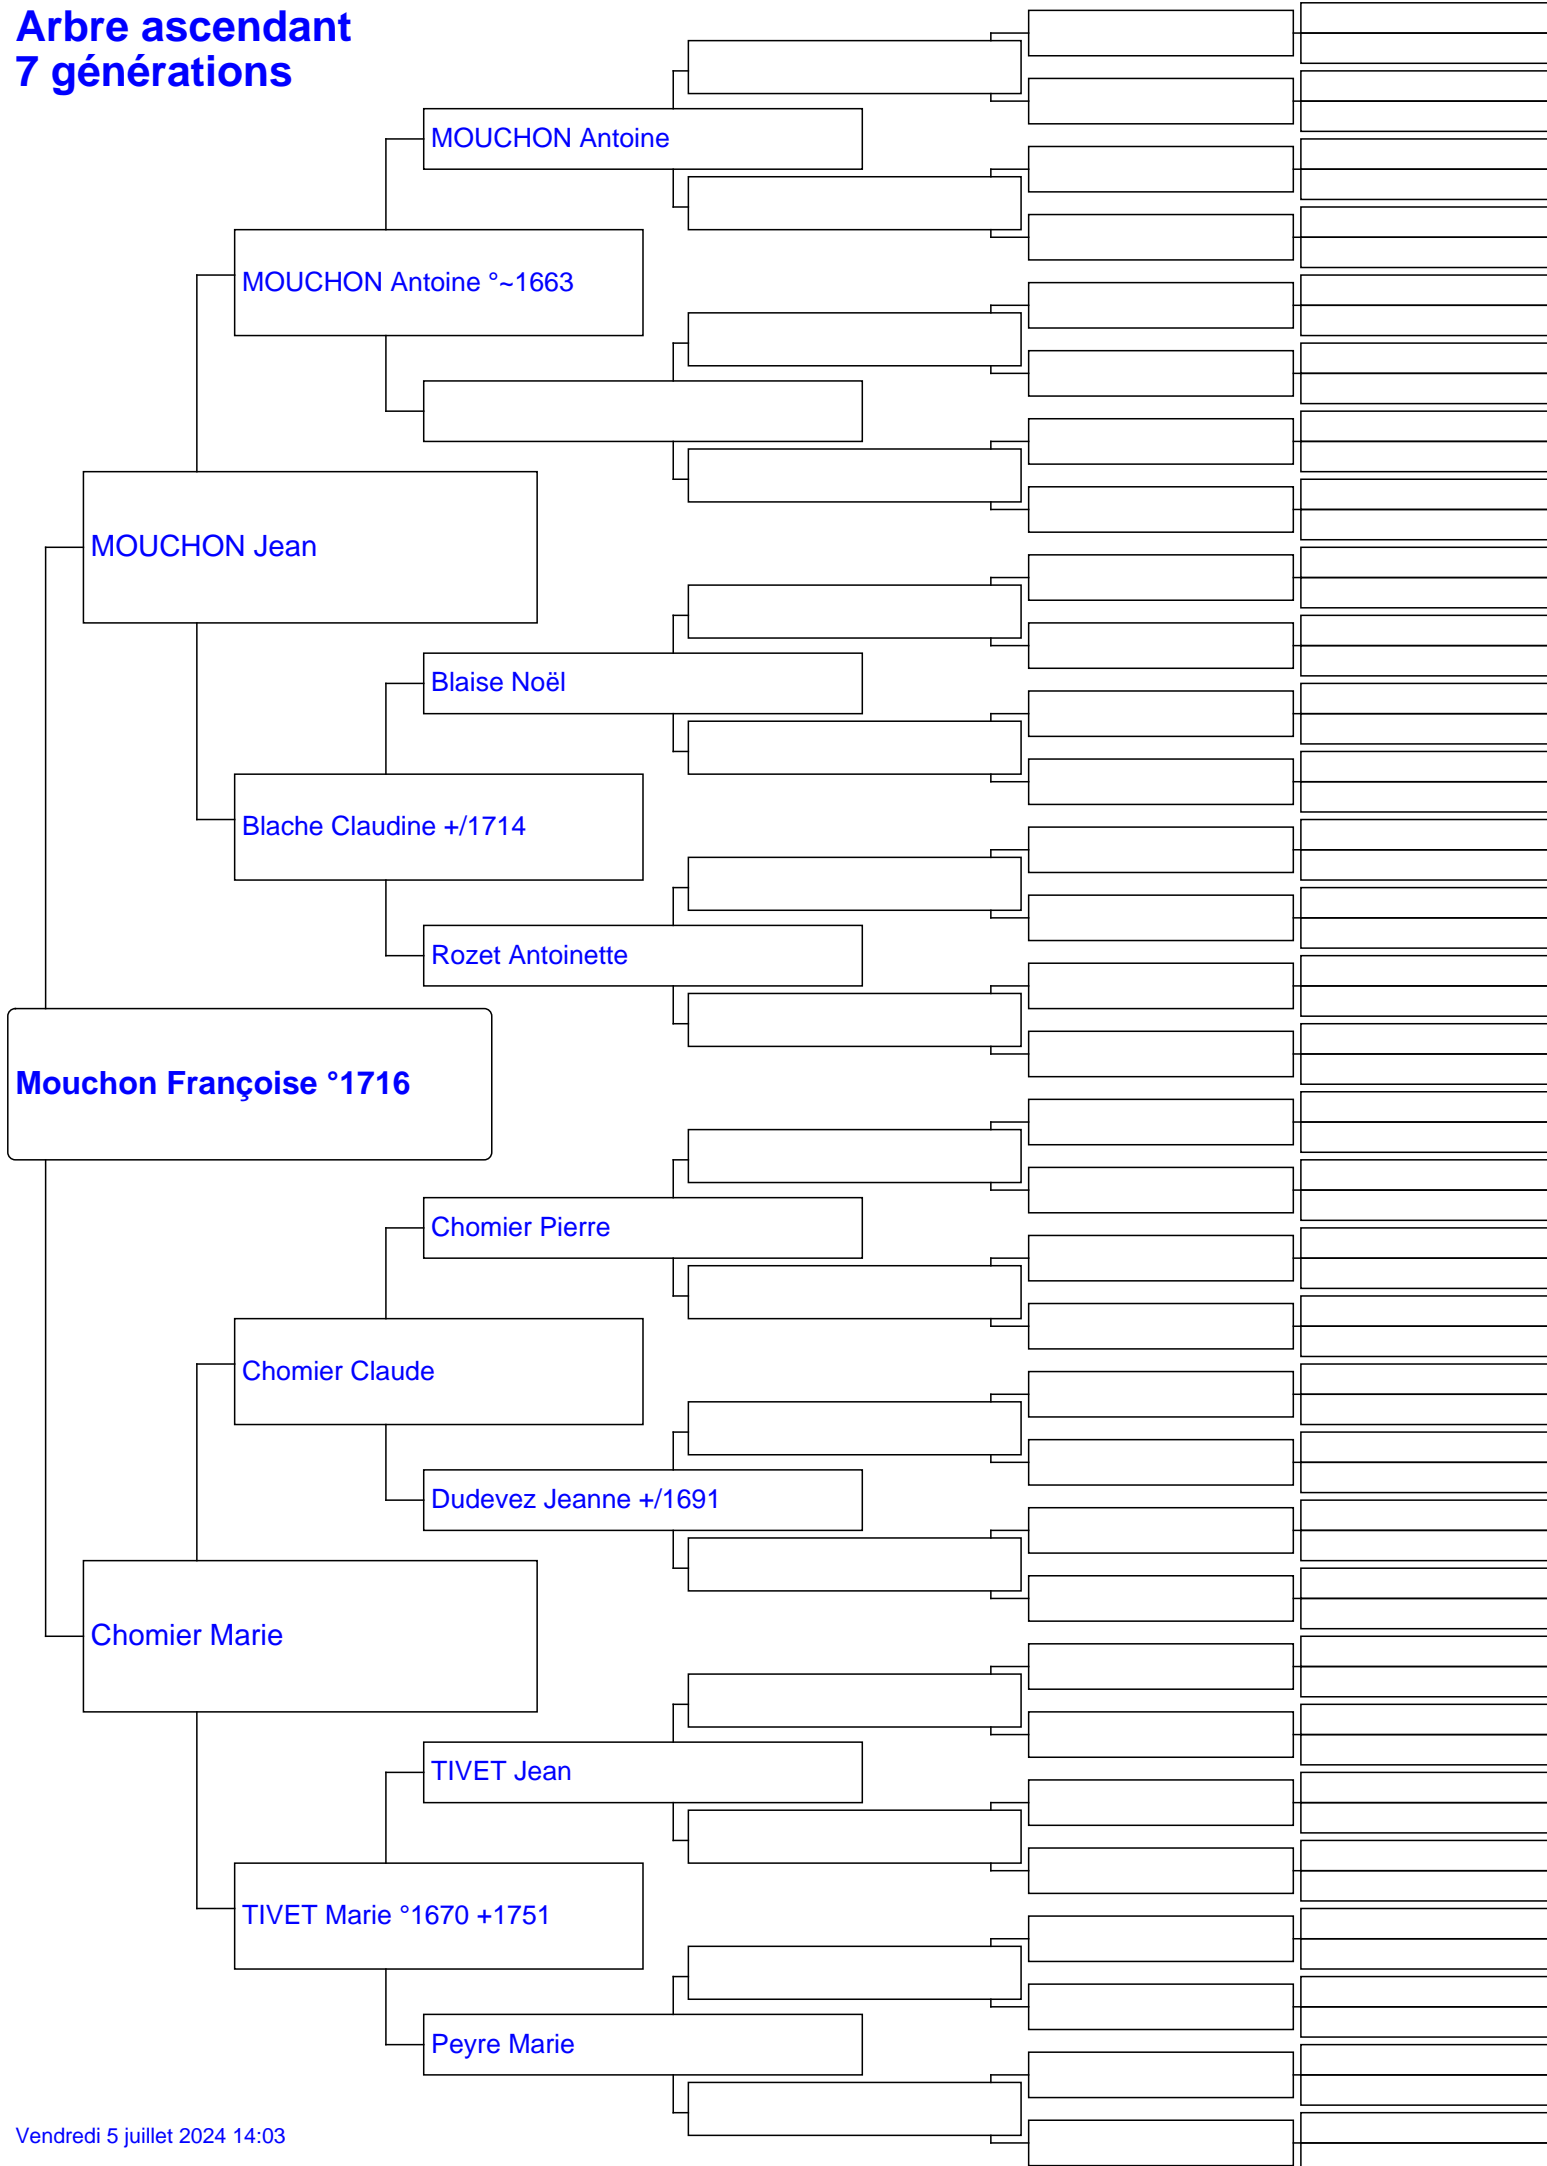 Arbre ascendant
7 générations
MOUCHON Antoine
MOUCHON Antoine °~1663
MOUCHON Jean
Blaise Noël
Blache Claudine +/1714
Rozet Antoinette
Mouchon Françoise °1716
Chomier Pierre
Chomier Claude
Dudevez Jeanne +/1691
Chomier Marie
TIVET Jean
TIVET Marie °1670 +1751
Peyre Marie
Vendredi 5 juillet 2024 14:03